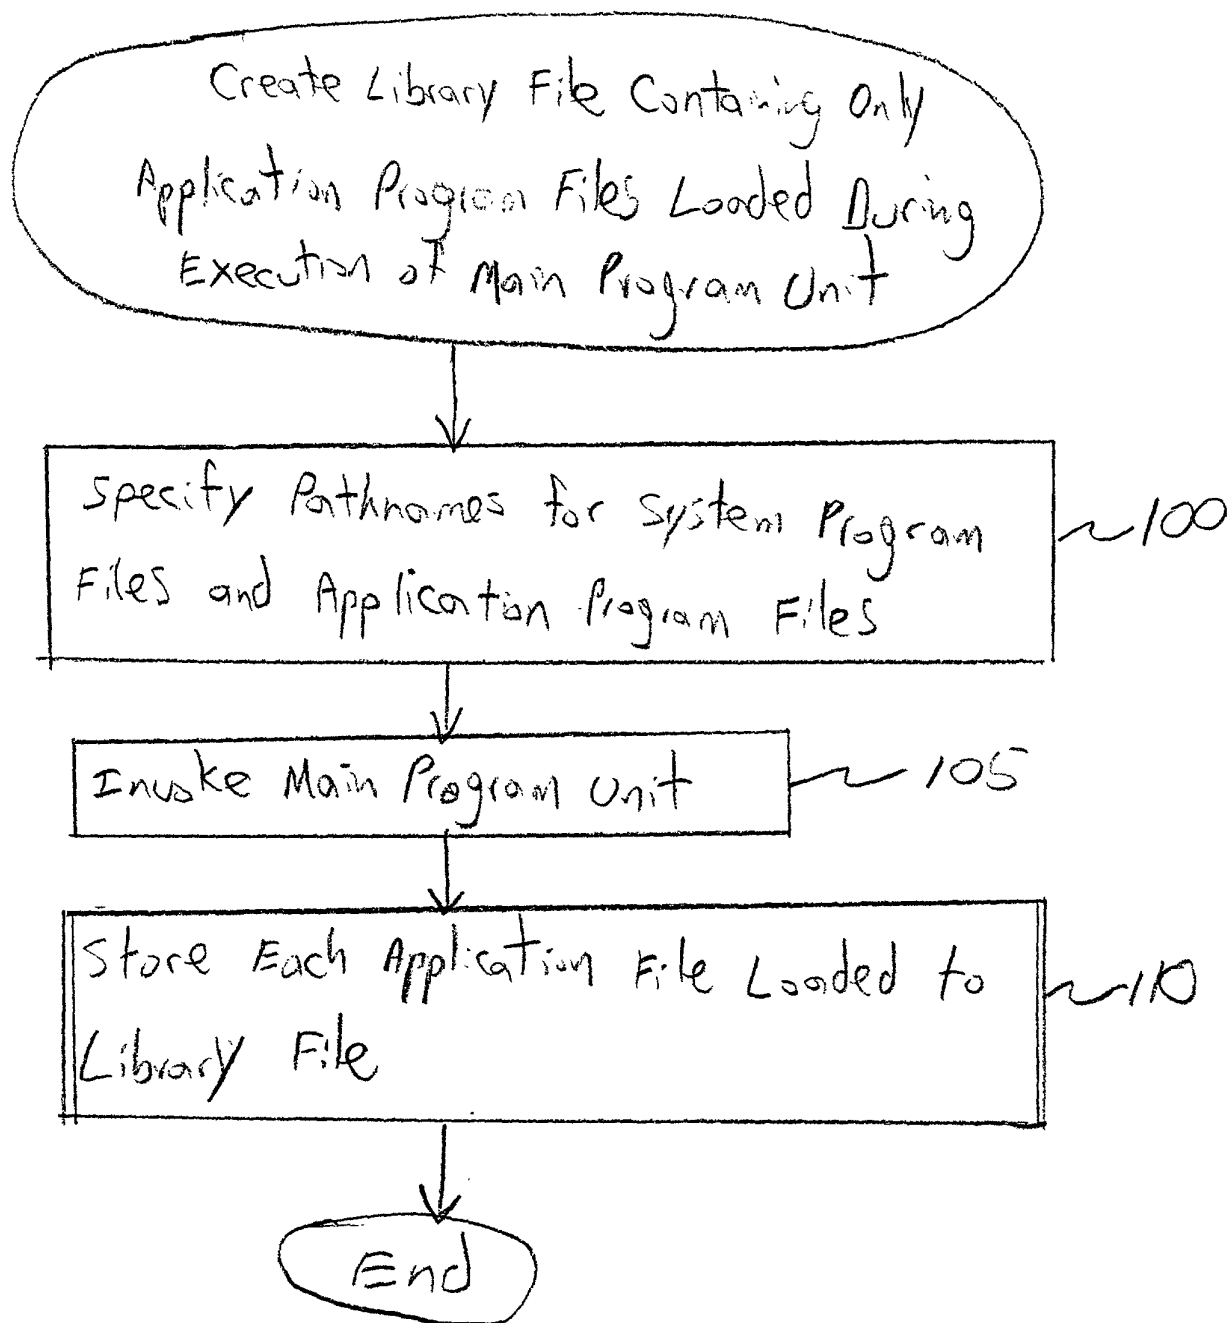 Create Library File Containing Only
Application Program Files Loaded During
Execution of Main Program Unit
Specify Pathnames for System Program
Files and Application Program Files
100
Invoke Main Program Unit
105
Store Each Application File Loaded to
Library File
110
End